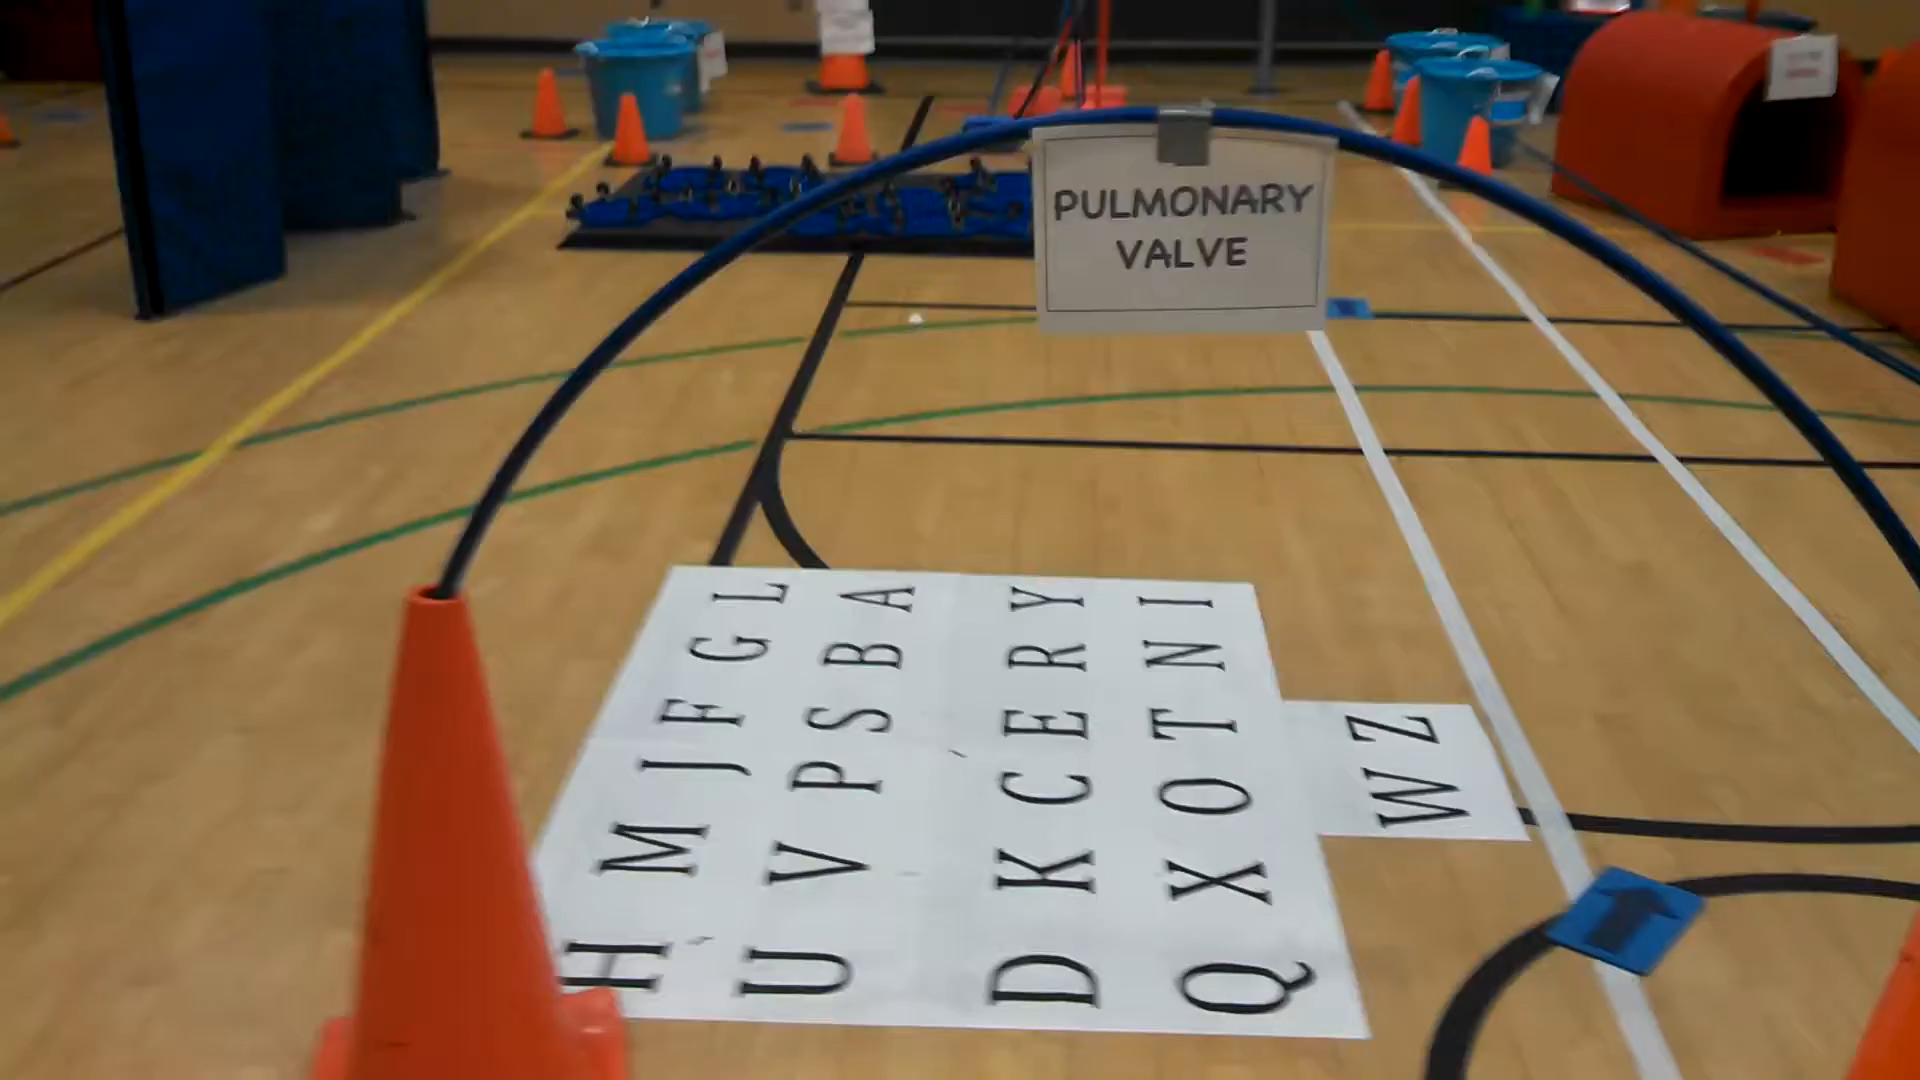 PULMONARY
VALVE
H M J F G L
U V P S B A
D K C E R Y
Q X O T N I
W Z